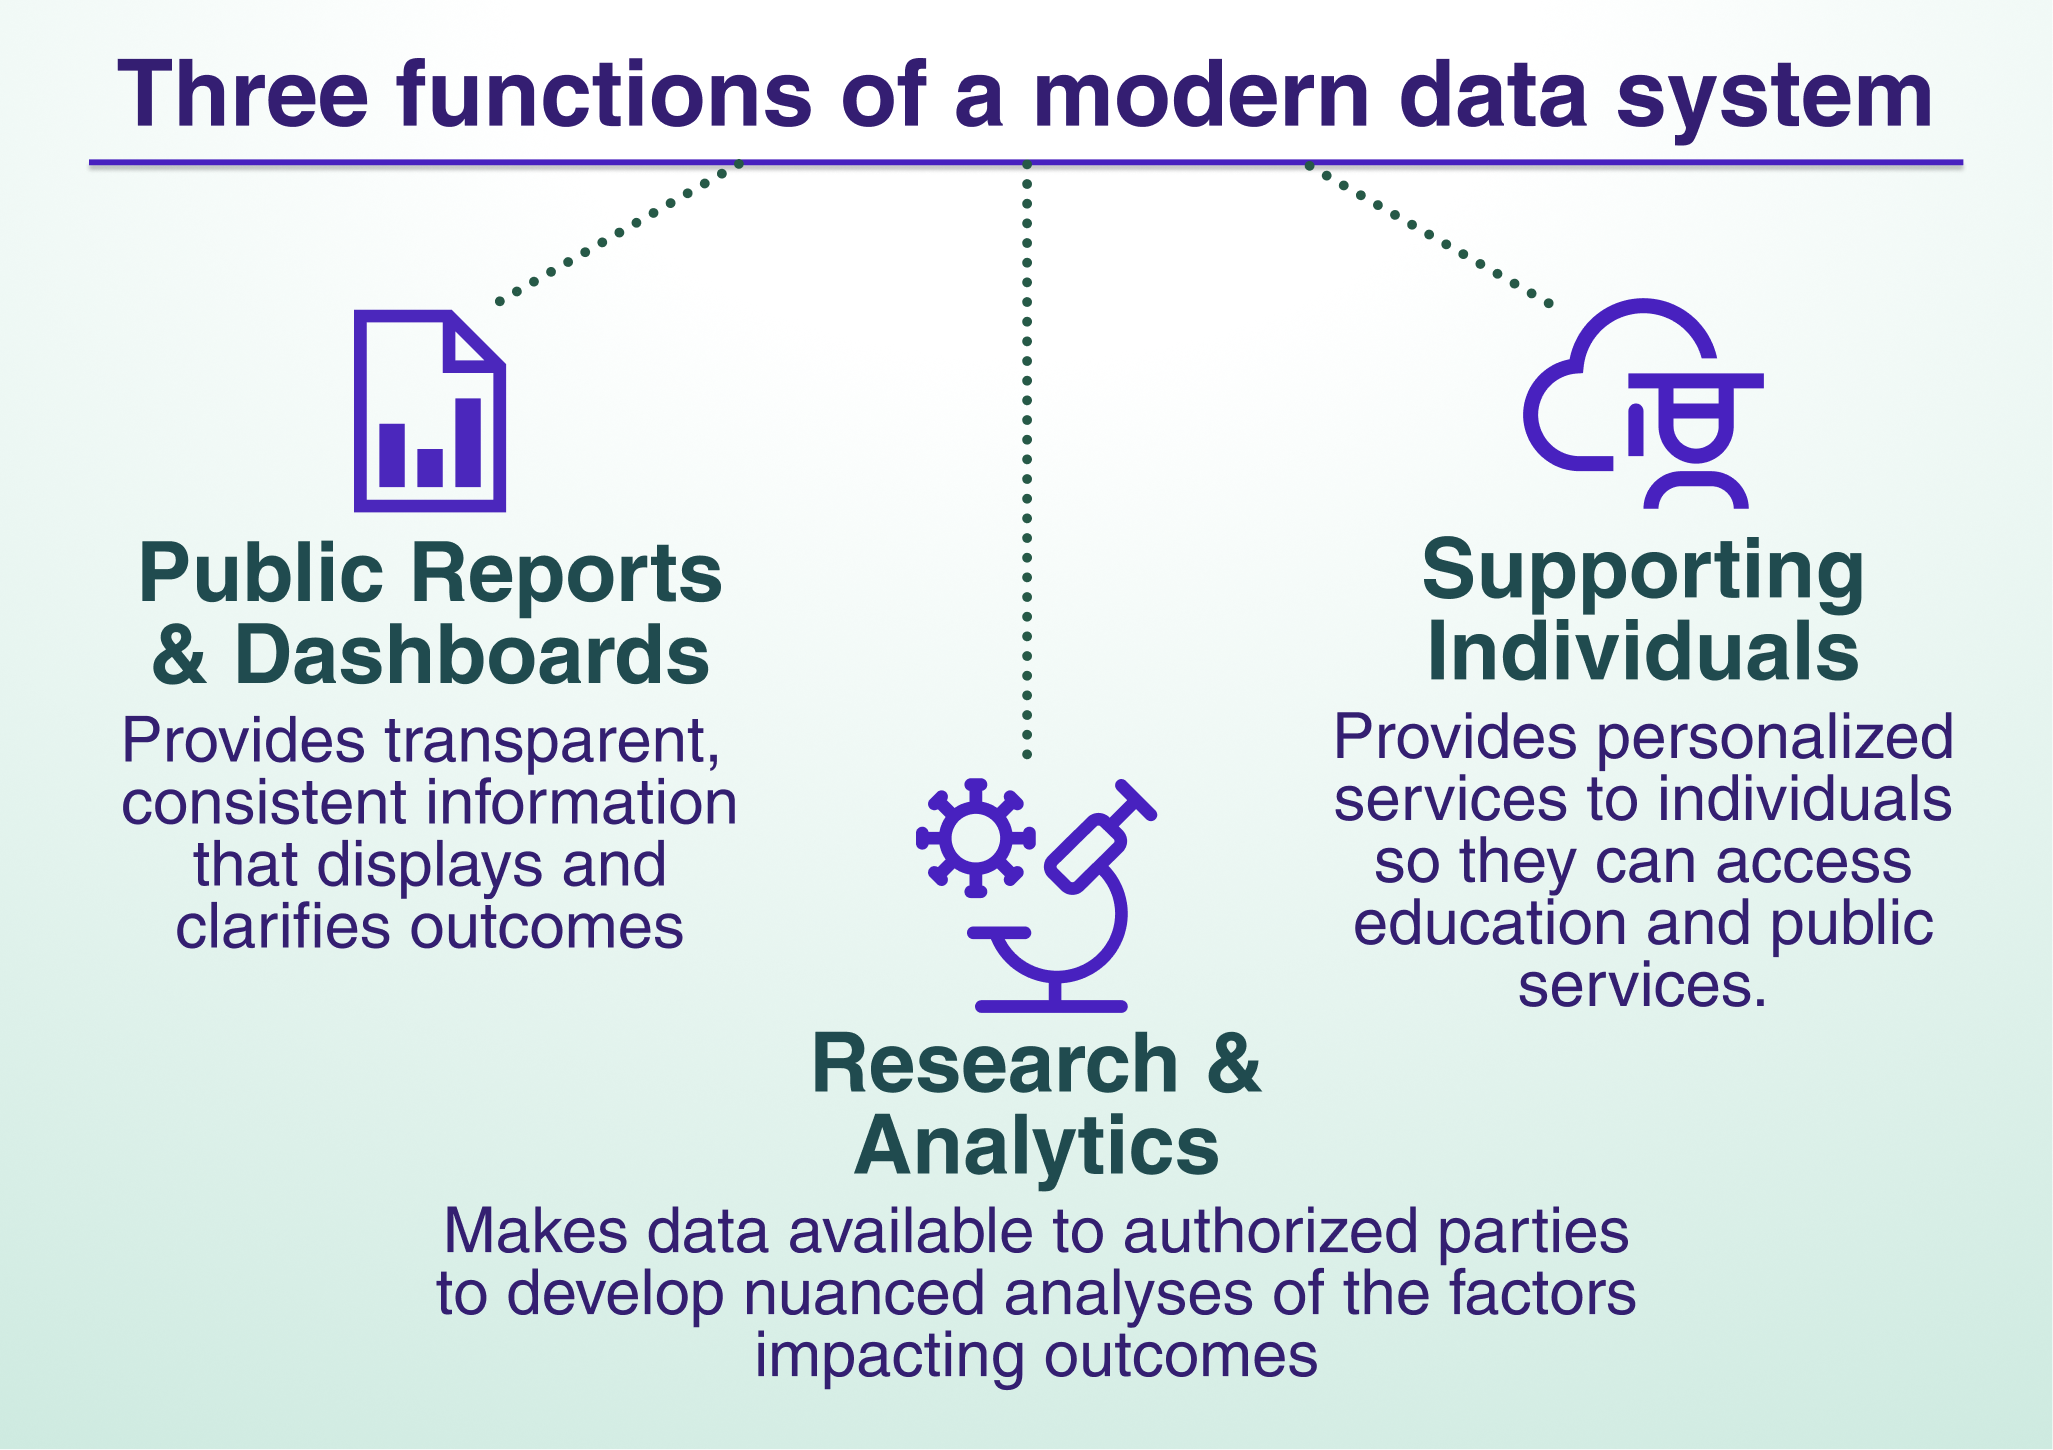 Three functions of a modern data system
Public Reports
& Dashboards
Provides transparent,
consistent information
that displays and
clarifies outcomes
Supporting
Individuals
Provides personalized
services to individuals
so they can access
education and public
services.
Research &
Analytics
Makes data available to authorized parties
to develop nuanced analyses of the factors
impacting outcomes